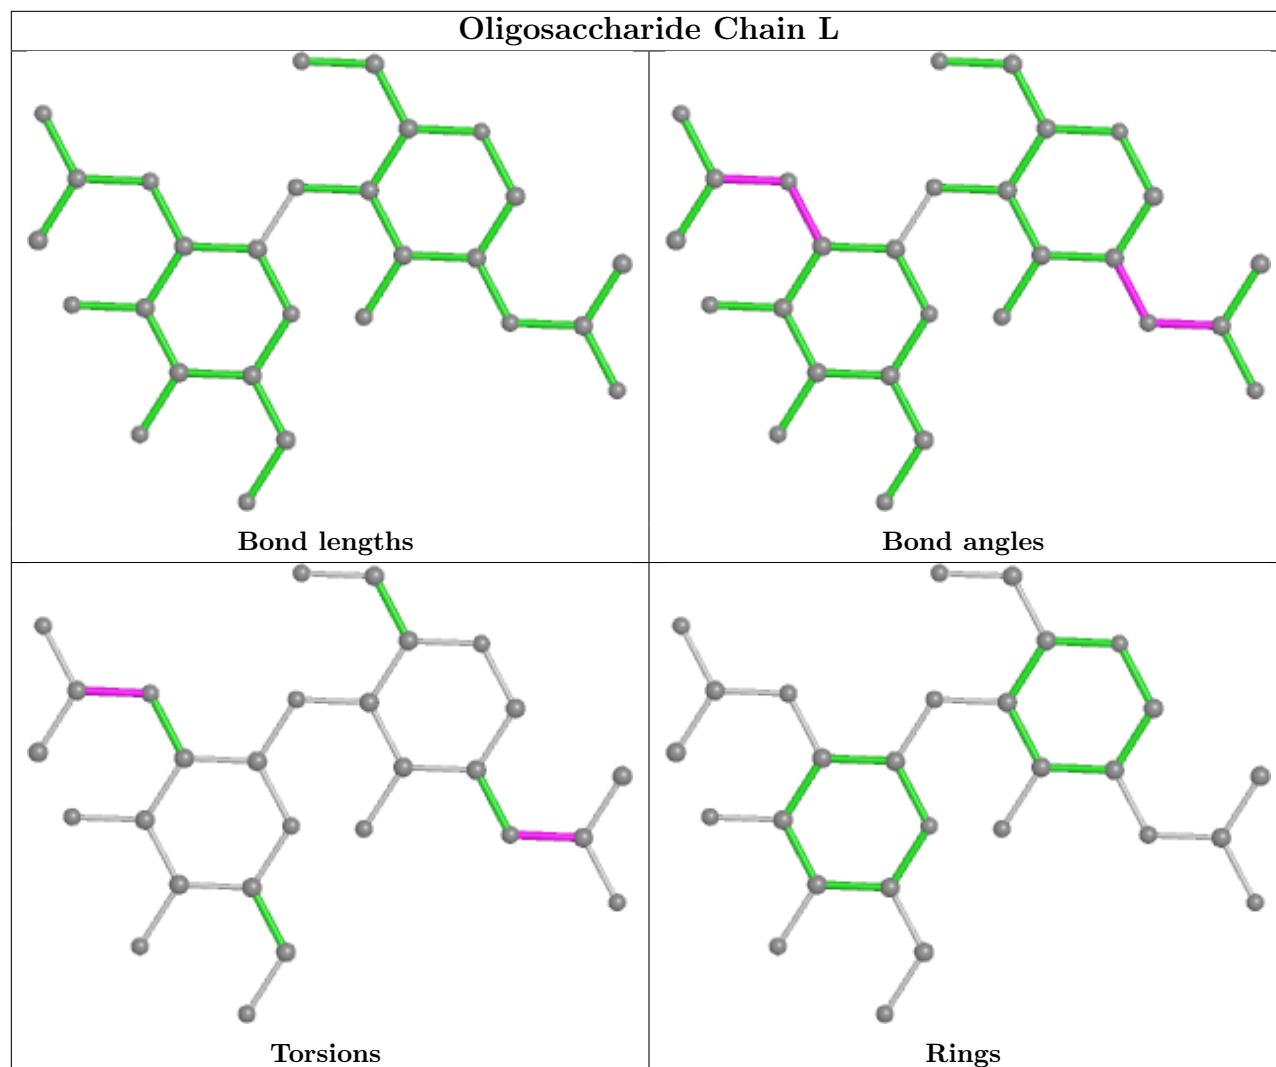 Oligosaccharide Chain L
Bond lengths
Bond angles
Torsions
Rings